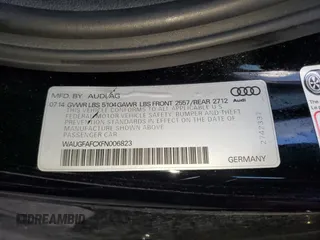 MFD. BY AUDI AG
07.14 GVWR LBS 5104 GAWR LBS FRONT 2557/REAR 2712
THIS VEHICLE CONFORMS TO ALL APPLICABLE U.S.
FEDERAL MOTOR VEHICLE SAFETY, BUMPER AND THEFT
PREVENTION STANDARDS IN EFFECT ON THE DATE OF
MANUFACTURE SHOWN ABOVE.
PASSENGER CAR
WAUGFAFCXFN006823
GERMANY
Audi
DREAMBID